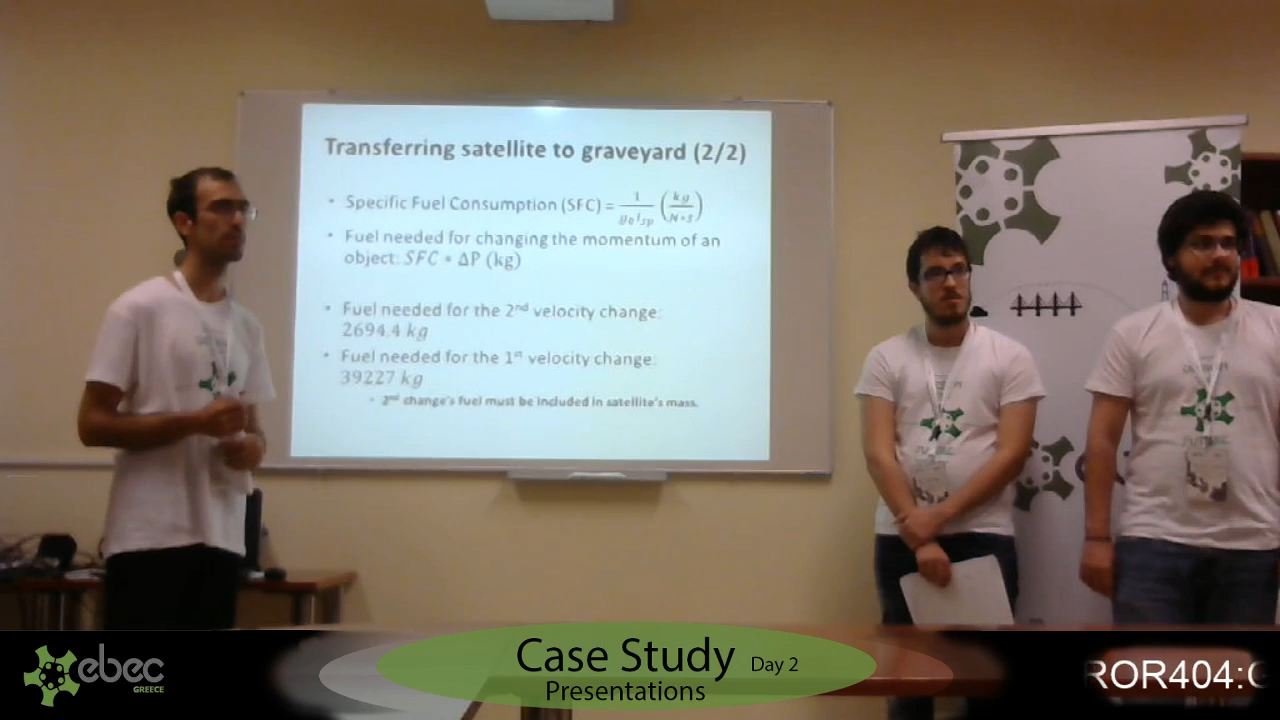 Transferring satellite to graveyard (2/2)
• Specific Fuel Consumption (SFC) = 1/(g₀I_sp) (kg/(N*s))
• Fuel needed for changing the momentum of an
object: SFC * ΔP (kg)
• Fuel needed for the 2nd velocity change:
2694.4 kg
• Fuel needed for the 1st velocity change:
39227 kg
• 2nd change's fuel must be included in satellite's mass.
ebec
GREECE
Case Study Day 2
Presentations
ROR404: